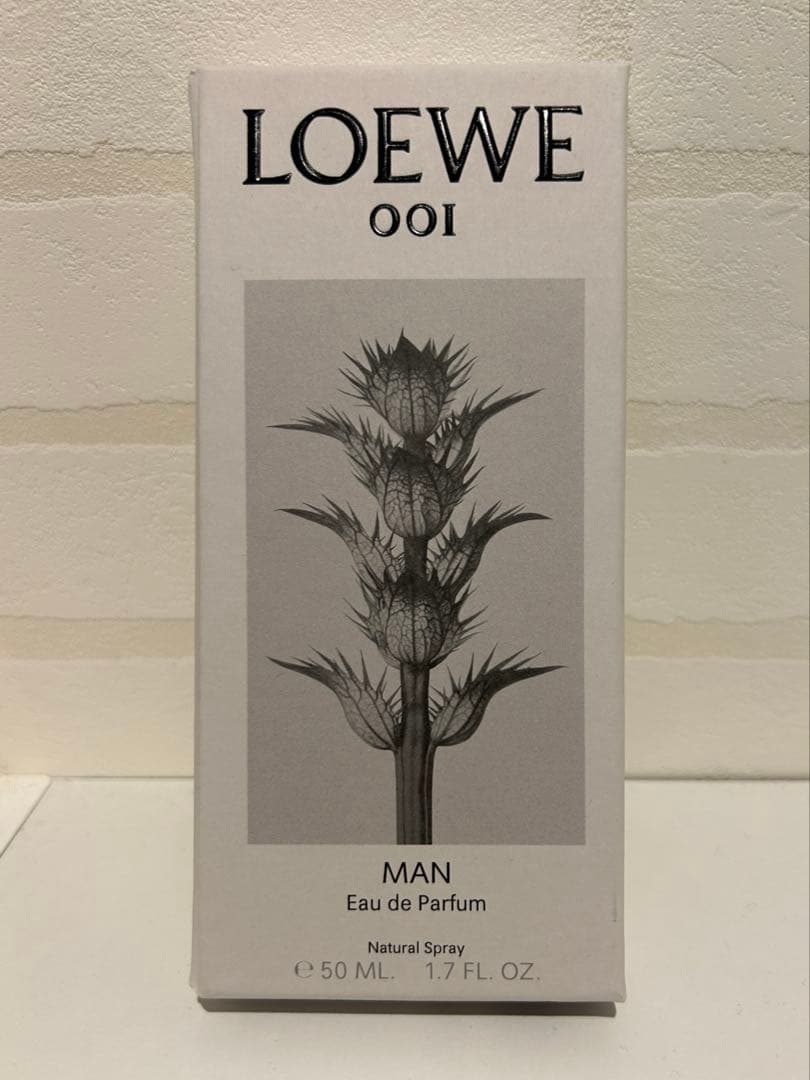 LOEWE
001
MAN
Eau de Parfum
Natural Spray
℮ 50 ML. 1.7 FL. OZ.